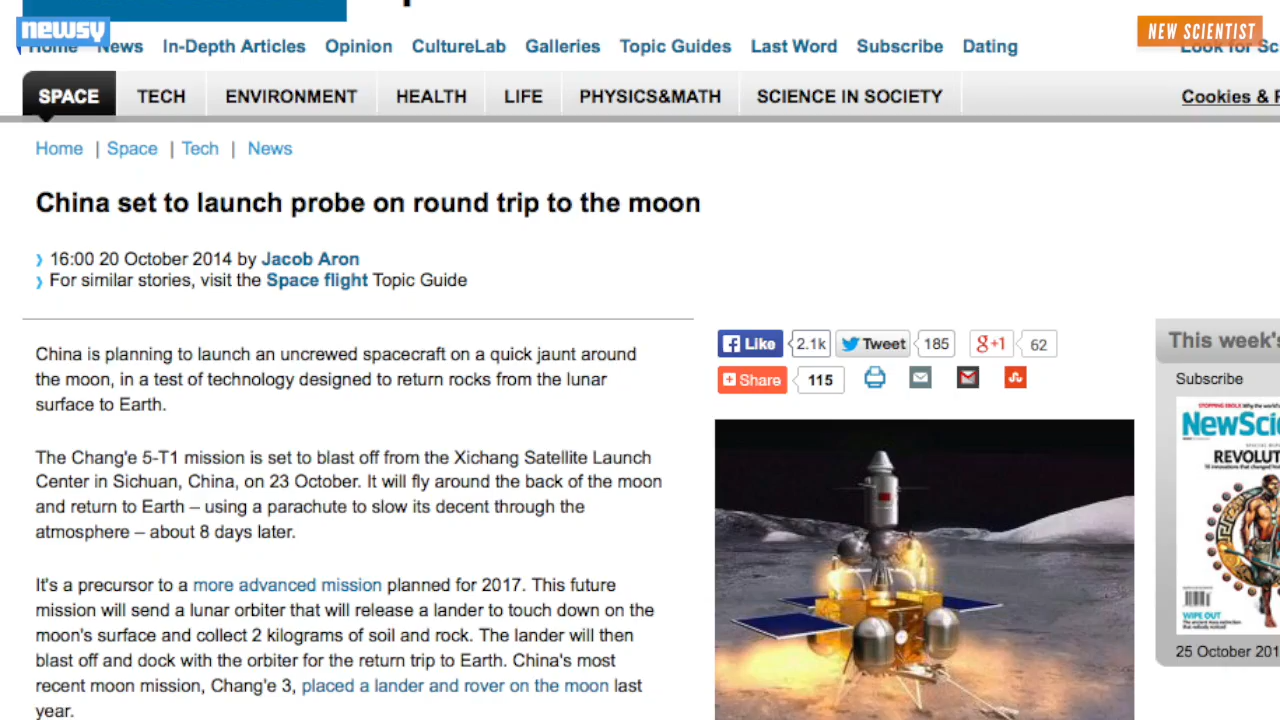 newsy
NEW SCIENTIST
Home News In-Depth Articles Opinion CultureLab Galleries Topic Guides Last Word Subscribe Dating Look for Sc
SPACE TECH ENVIRONMENT HEALTH LIFE PHYSICS&MATH SCIENCE IN SOCIETY Cookies &
Home | Space | Tech | News
China set to launch probe on round trip to the moon
16:00 20 October 2014 by Jacob Aron
For similar stories, visit the Space flight Topic Guide
China is planning to launch an uncrewed spacecraft on a quick jaunt around
the moon, in a test of technology designed to return rocks from the lunar
surface to Earth.
The Chang'e 5-T1 mission is set to blast off from the Xichang Satellite Launch
Center in Sichuan, China, on 23 October. It will fly around the back of the moon
and return to Earth – using a parachute to slow its decent through the
atmosphere – about 8 days later.
It's a precursor to a more advanced mission planned for 2017. This future
mission will send a lunar orbiter that will release a lander to touch down on the
moon's surface and collect 2 kilograms of soil and rock. The lander will then
blast off and dock with the orbiter for the return trip to Earth. China's most
recent moon mission, Chang'e 3, placed a lander and rover on the moon last
year.
Like 2.1k Tweet 185 g+1 62
Share 115
This week's
Subscribe
STOPPING EBOLA Why the world's
NewSci
REVOLUT
WIPE OUT
25 October 201